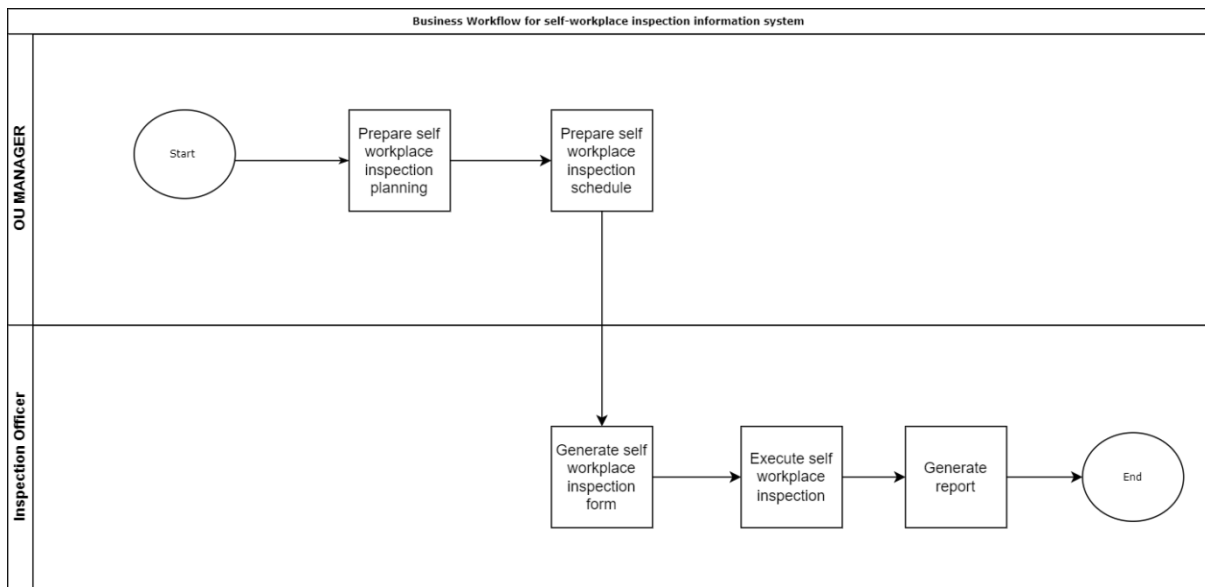 Business Workflow for self-workplace inspection information system
OU MANAGER
Start
Prepare self
workplace
inspection
planning
Prepare self
workplace
inspection
schedule
Inspection Officer
Generate self
workplace
inspection
form
Execute self
workplace
inspection
Generate
report
End